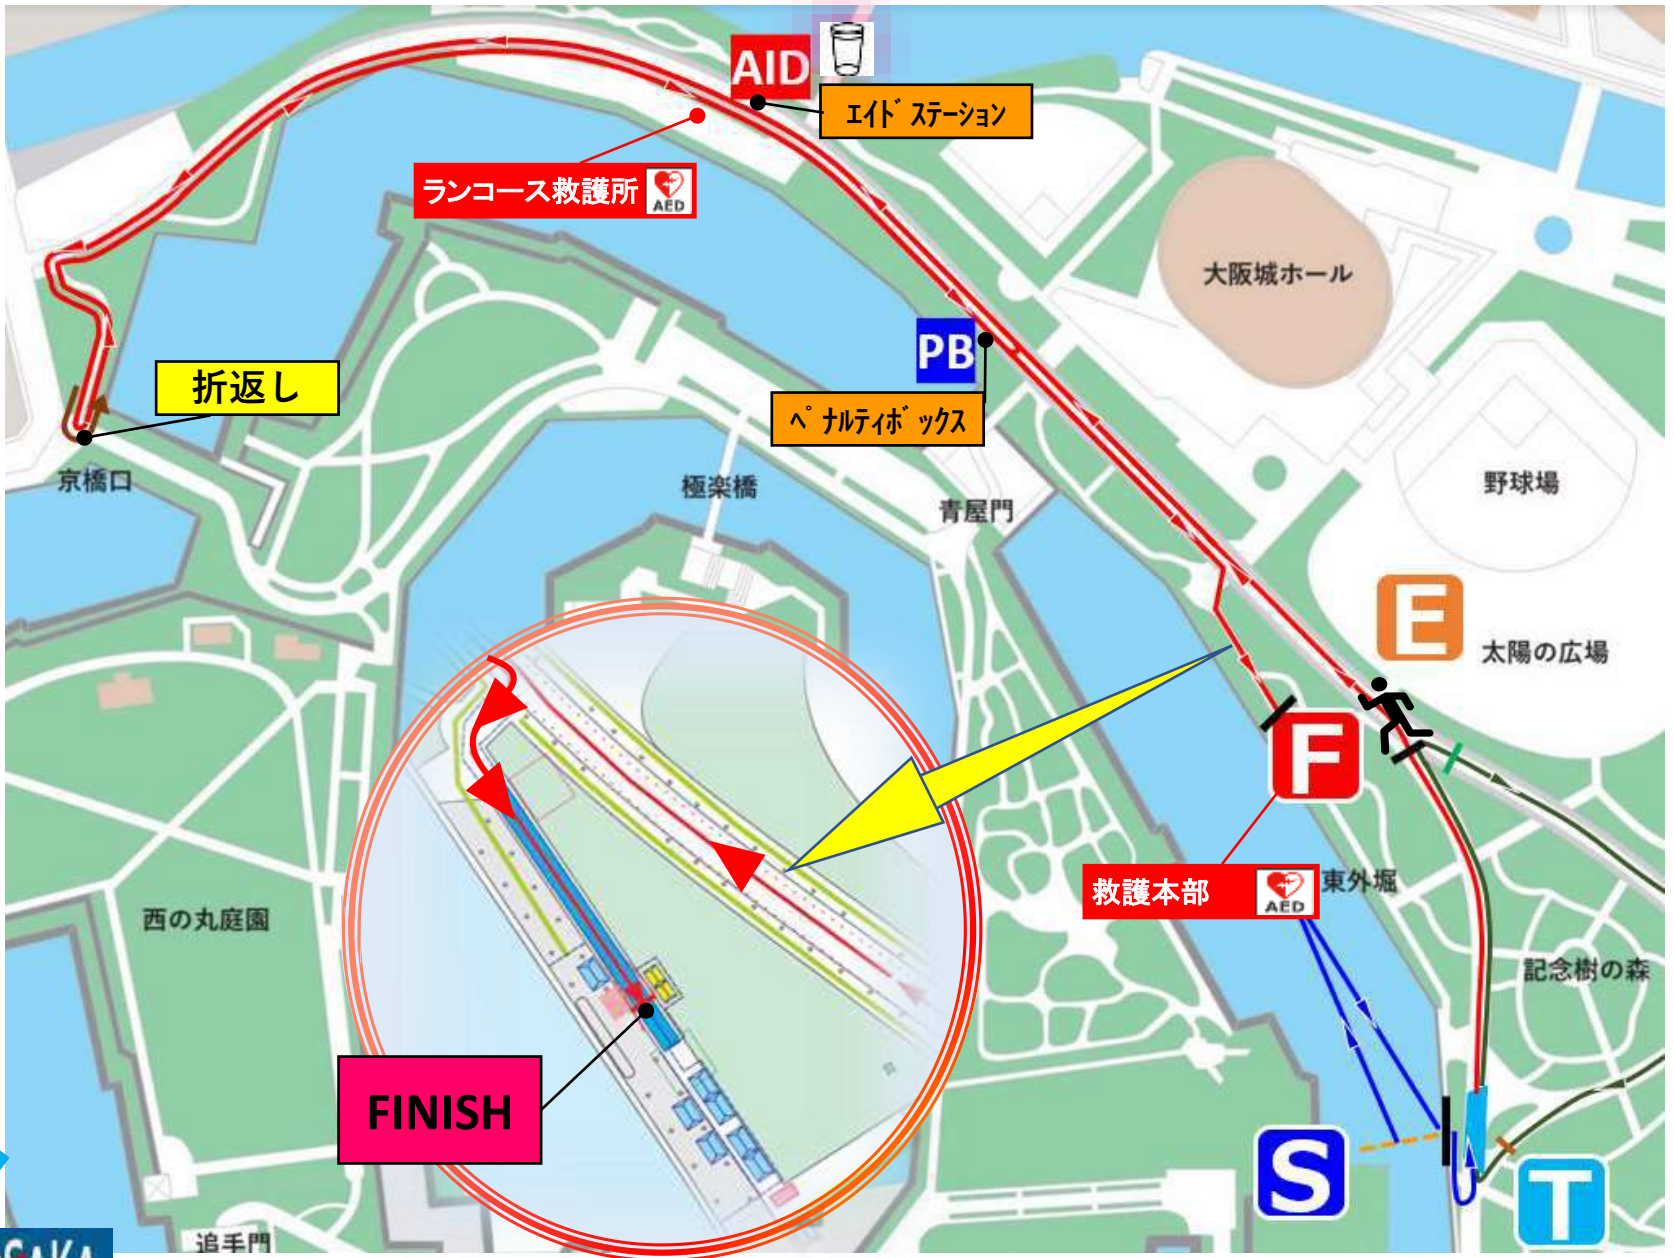 AID
エイドステーション
ランコース救護所
AED
大阪城ホール
PB
ペナルティボックス
折返し
京橋口
極楽橋
青屋門
野球場
E
太陽の広場
F
救護本部
AED
東外堀
西の丸庭園
記念樹の森
FINISH
S
T
追手門